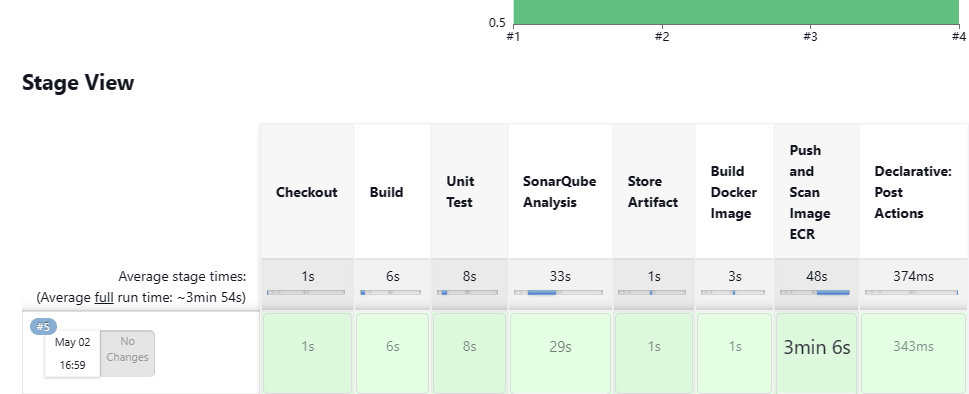 0.5
#1 #2 #3 #4
Stage View
Checkout
Build
Unit
Test
SonarQube
Analysis
Store
Artifact
Build
Docker
Image
Push
and
Scan
Image
ECR
Declarative:
Post
Actions
Average stage times:
(Average full run time: ~3min 54s)
1s 6s 8s 33s 1s 3s 48s 374ms
#5
May 02
16:59
No
Changes
1s 6s 8s 29s 1s 1s 3min 6s 343ms